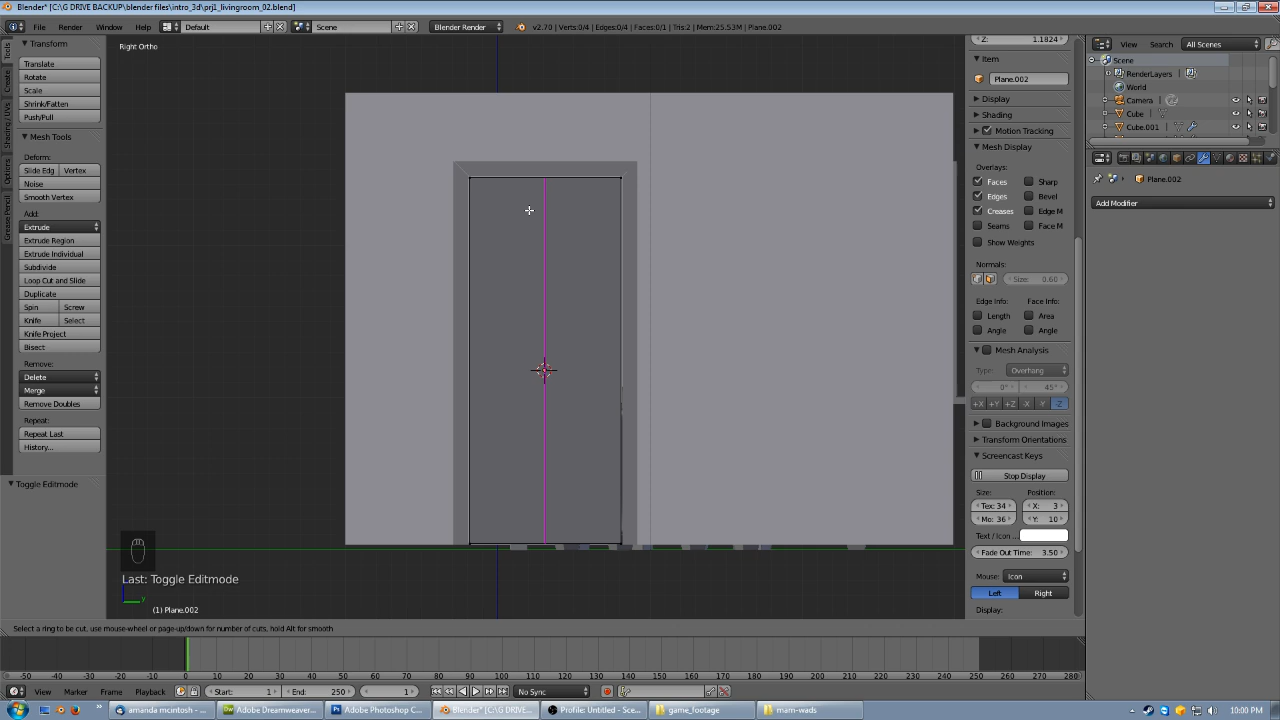 Blender* [C:\G DRIVE BACKUP\blender files\intro_3d\prj1_livingroom_02.blend]
File Render Window Help Default Scene Blender Render v2.70 | Verts:0/4 | Edges:0/4 | Faces:0/1 | Tris:2 | Mem:25.53M | Plane.002
Tools
Create
Shading/UVs
Options
Grease Pencil
Transform
Translate
Rotate
Scale
Shrink/Fatten
Push/Pull
Mesh Tools
Deform:
Slide Edg Vertex
Noise
Smooth Vertex
Add:
Extrude
Extrude Region
Extrude Individual
Subdivide
Loop Cut and Slide
Duplicate
Spin Screw
Knife Select
Knife Project
Bisect
Remove:
Delete
Merge
Remove Doubles
Repeat:
Repeat Last
History...
Toggle Editmode
Right Ortho
Last: Toggle Editmode
y
(1) Plane.002
Select a ring to be cut, use mouse-wheel or page-up/down for number of cuts, hold Alt for smooth
Z: 1.1824
Item
Plane.002
Display
Shading
Motion Tracking
Mesh Display
Overlays:
Faces Sharp
Edges Bevel
Creases Edge M
Seams Face M
Show Weights
Normals:
Size: 0.60
Edge Info: Face Info:
Length Area
Angle Angle
Mesh Analysis
Type: Overhang
0° 45°
+X +Y +Z -X -Y -Z
Background Images
Transform Orientations
Screencast Keys
Stop Display
Size: Position:
Tex: 34 X: 3
Mo: 36 Y: 10
Text / Icon ...
Fade Out Time: 3.50
Mouse: Icon
Left Right
Display:
View Search All Scenes
Scene
RenderLayers
World
Camera
Cube
Cube.001
Plane.002
Add Modifier
-50 -40 -30 -20 -10 0 10 20 30 40 50 60 70 80 90 100 110 120 130 140 150 160 170 180 190 200 210 220 230 240 250 260 270 280
View Marker Frame Playback Start: 1 End: 250 1 No Sync
amanda mcintosh - ... Adobe Dreamweaver... Adobe Photoshop C... Blender* [C:\G DRIVE... Profile: Untitled - Sce... game_footage mam-wads 10:00 PM